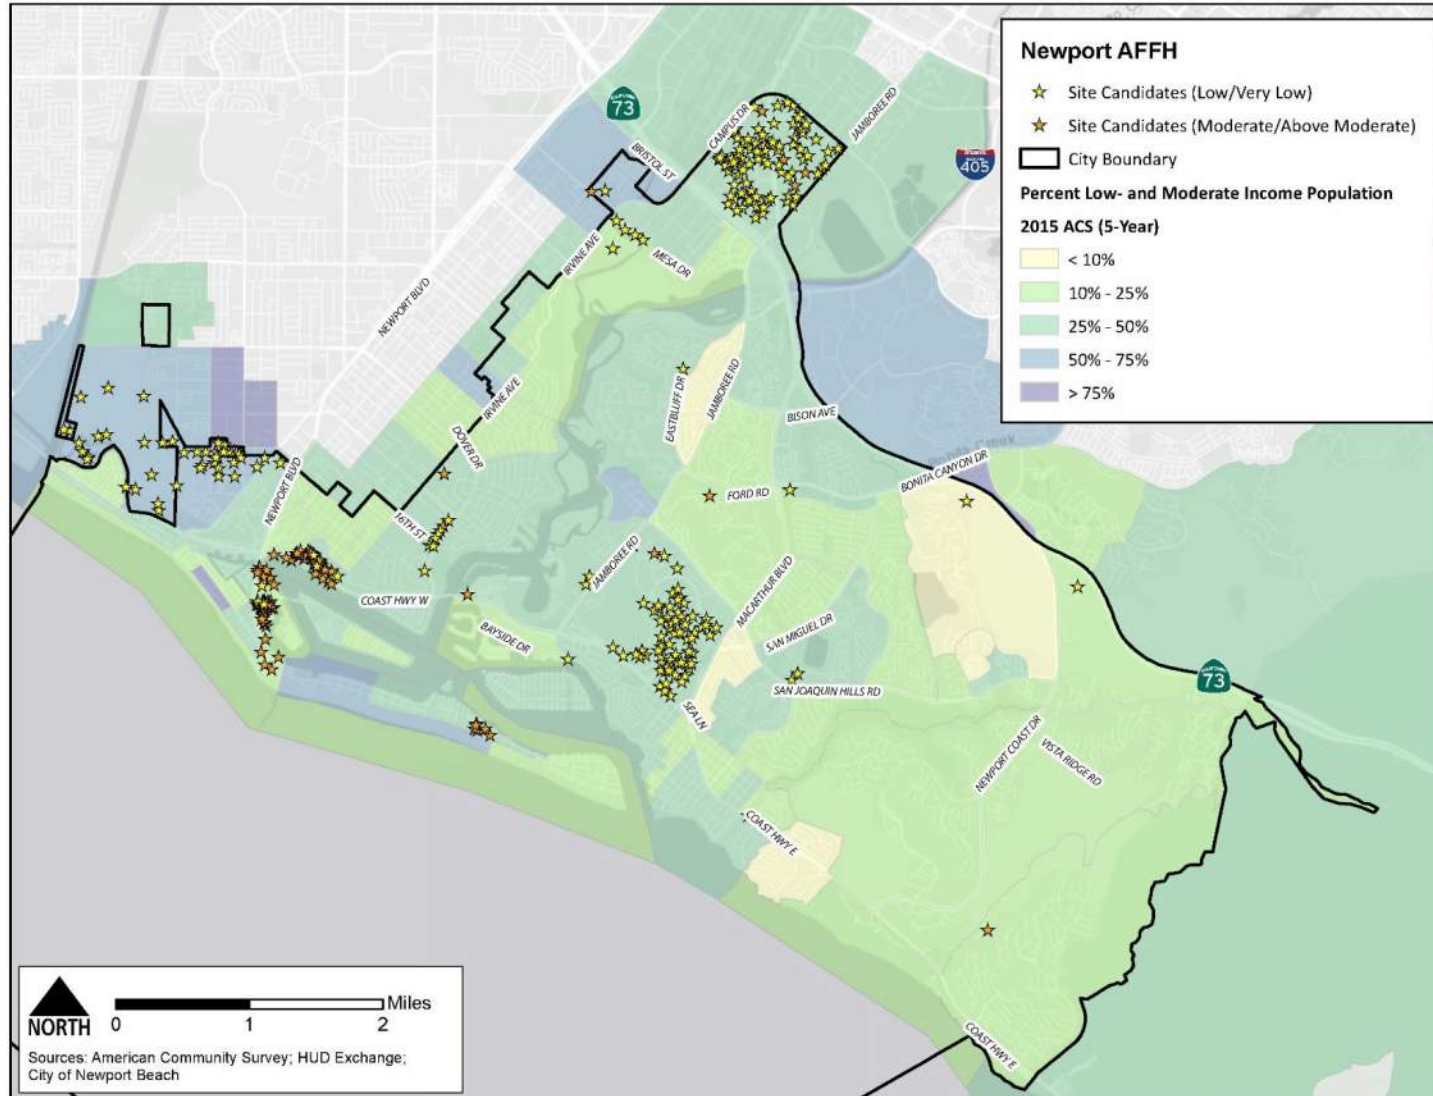 Newport AFFH
Site Candidates (Low/Very Low)
Site Candidates (Moderate/Above Moderate)
City Boundary
Percent Low- and Moderate Income Population
2015 ACS (5-Year)
< 10%
10% - 25%
25% - 50%
50% - 75%
> 75%
73
CAMPUS DR
JAMBOREE RD
BRISTOL ST
405
IRVINE AVE
MESA DR
NEWPORT BLVD
IRVINE AVE
EASTBLUFF DR
JAMBOREE RD
BISON AVE
DOVER DR
BONITA CANYON DR
NEWPORT BLVD
FORD RD
16TH ST
JAMBOREE RD
MACARTHUR BLVD
COAST HWY W
BAYSIDE DR
SAN MIGUEL DR
SAN JOAQUIN HILLS RD
73
SEA LN
NEWPORT COAST DR
VISTA RIDGE RD
COAST HWY E
COAST HWY E
NORTH
0 1 2 Miles
Sources: American Community Survey; HUD Exchange;
City of Newport Beach